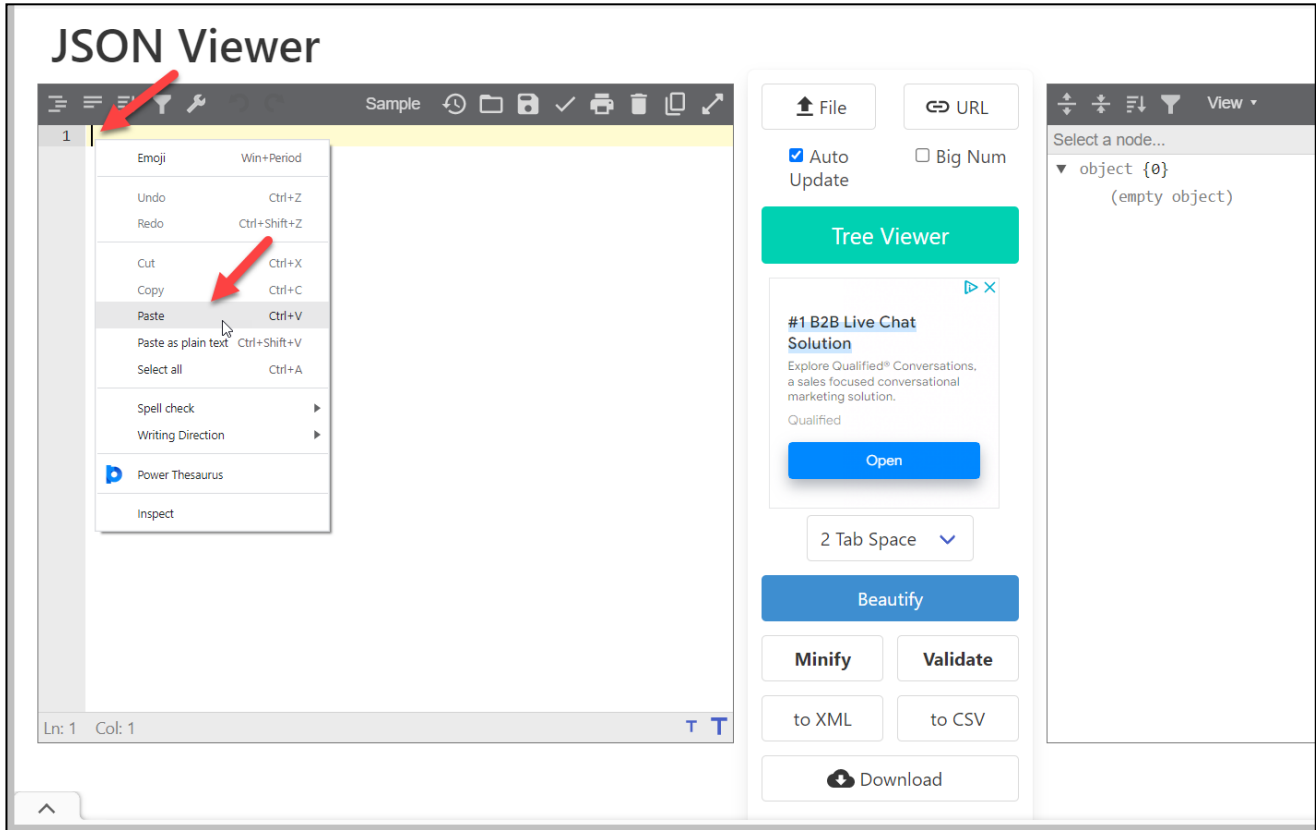 JSON Viewer
Sample
1
Emoji Win+Period
Undo Ctrl+Z
Redo Ctrl+Shift+Z
Cut Ctrl+X
Copy Ctrl+C
Paste Ctrl+V
Paste as plain text Ctrl+Shift+V
Select all Ctrl+A
Spell check
Writing Direction
Power Thesaurus
Inspect
Ln: 1 Col: 1
T T
File URL
Auto Update Big Num
Tree Viewer
#1 B2B Live Chat
Solution
Explore Qualified® Conversations,
a sales focused conversational
marketing solution.
Qualified
Open
2 Tab Space
Beautify
Minify Validate
to XML to CSV
Download
View
Select a node...
object {0}
(empty object)